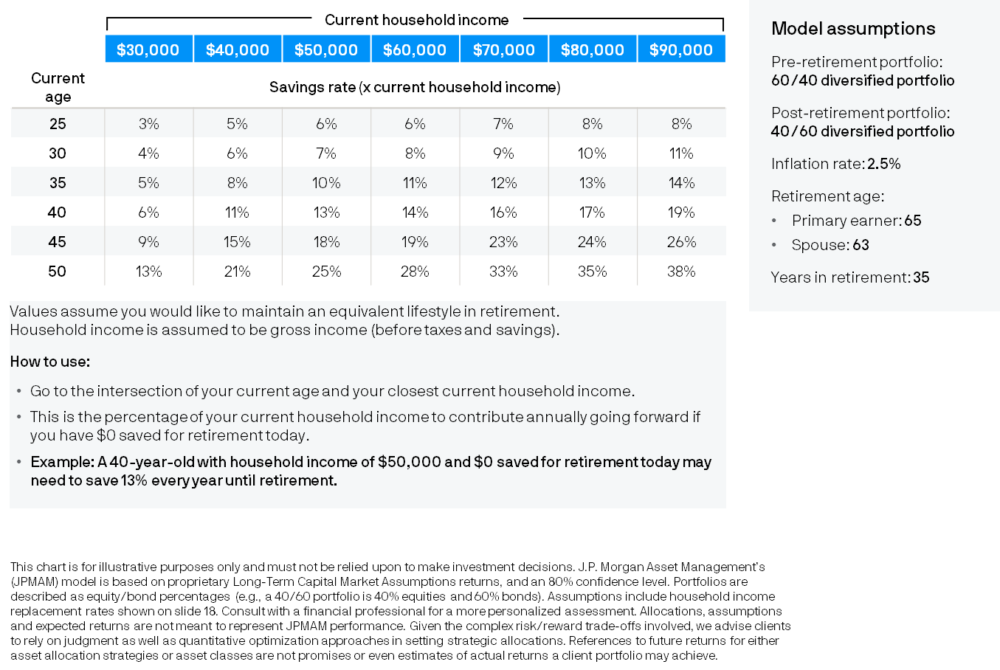 Current household income
$30,000 $40,000 $50,000 $60,000 $70,000 $80,000 $90,000
Current
age
Savings rate (x current household income)
25 3% 5% 6% 6% 7% 8% 8%
30 4% 6% 7% 8% 9% 10% 11%
35 5% 8% 10% 11% 12% 13% 14%
40 6% 11% 13% 14% 16% 17% 19%
45 9% 15% 18% 19% 23% 24% 26%
50 13% 21% 25% 28% 33% 35% 38%
Values assume you would like to maintain an equivalent lifestyle in retirement.
Household income is assumed to be gross income (before taxes and savings).
How to use:
• Go to the intersection of your current age and your closest current household income.
• This is the percentage of your current household income to contribute annually going forward if
you have $0 saved for retirement today.
• Example: A 40-year-old with household income of $50,000 and $0 saved for retirement today may
need to save 13% every year until retirement.
Model assumptions
Pre-retirement portfolio:
60/40 diversified portfolio
Post-retirement portfolio:
40/60 diversified portfolio
Inflation rate: 2.5%
Retirement age:
• Primary earner: 65
• Spouse: 63
Years in retirement: 35
This chart is for illustrative purposes only and must not be relied upon to make investment decisions. J.P. Morgan Asset Management's
(JPMAM) model is based on proprietary Long-Term Capital Market Assumptions returns, and an 80% confidence level. Portfolios are
described as equity/bond percentages (e.g., a 40/60 portfolio is 40% equities and 60% bonds). Assumptions include household income
replacement rates shown on slide 18. Consult with a financial professional for a more personalized assessment. Allocations, assumptions
and expected returns are not meant to represent JPMAM performance. Given the complex risk/reward trade-offs involved, we advise clients
to rely on judgment as well as quantitative optimization approaches in setting strategic allocations. References to future returns for either
asset allocation strategies or asset classes are not promises or even estimates of actual returns a client portfolio may achieve.